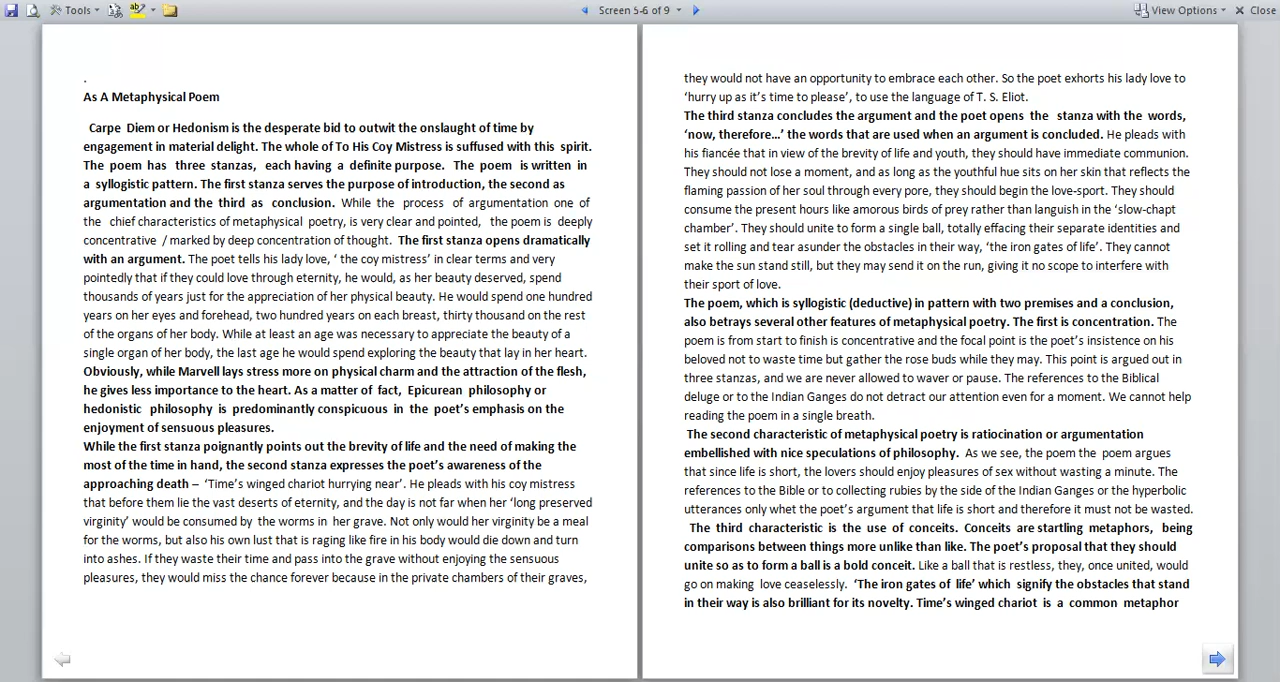 Tools
Screen 5-6 of 9
View Options
Close
.
As A Metaphysical Poem
Carpe Diem or Hedonism is the desperate bid to outwit the onslaught of time by
engagement in material delight. The whole of To His Coy Mistress is suffused with this spirit.
The poem has three stanzas, each having a definite purpose. The poem is written in
a syllogistic pattern. The first stanza serves the purpose of introduction, the second as
argumentation and the third as conclusion. While the process of argumentation one of
the chief characteristics of metaphysical poetry, is very clear and pointed, the poem is deeply
concentrative / marked by deep concentration of thought. The first stanza opens dramatically
with an argument. The poet tells his lady love, ‘ the coy mistress’ in clear terms and very
pointedly that if they could love through eternity, he would, as her beauty deserved, spend
thousands of years just for the appreciation of her physical beauty. He would spend one hundred
years on her eyes and forehead, two hundred years on each breast, thirty thousand on the rest
of the organs of her body. While at least an age was necessary to appreciate the beauty of a
single organ of her body, the last age he would spend exploring the beauty that lay in her heart.
Obviously, while Marvell lays stress more on physical charm and the attraction of the flesh,
he gives less importance to the heart. As a matter of fact, Epicurean philosophy or
hedonistic philosophy is predominantly conspicuous in the poet’s emphasis on the
enjoyment of sensuous pleasures.
While the first stanza poignantly points out the brevity of life and the need of making the
most of the time in hand, the second stanza expresses the poet’s awareness of the
approaching death – ‘Time’s winged chariot hurrying near’. He pleads with his coy mistress
that before them lie the vast deserts of eternity, and the day is not far when her ‘long preserved
virginity’ would be consumed by the worms in her grave. Not only would her virginity be a meal
for the worms, but also his own lust that is raging like fire in his body would die down and turn
into ashes. If they waste their time and pass into the grave without enjoying the sensuous
pleasures, they would miss the chance forever because in the private chambers of their graves,
they would not have an opportunity to embrace each other. So the poet exhorts his lady love to
‘hurry up as it’s time to please’, to use the language of T. S. Eliot.
The third stanza concludes the argument and the poet opens the stanza with the words,
‘now, therefore...’ the words that are used when an argument is concluded. He pleads with
his fiancée that in view of the brevity of life and youth, they should have immediate communion.
They should not lose a moment, and as long as the youthful hue sits on her skin that reflects the
flaming passion of her soul through every pore, they should begin the love-sport. They should
consume the present hours like amorous birds of prey rather than languish in the ‘slow-chapt
chamber’. They should unite to form a single ball, totally effacing their separate identities and
set it rolling and tear asunder the obstacles in their way, ‘the iron gates of life’. They cannot
make the sun stand still, but they may send it on the run, giving it no scope to interfere with
their sport of love.
The poem, which is syllogistic (deductive) in pattern with two premises and a conclusion,
also betrays several other features of metaphysical poetry. The first is concentration. The
poem is from start to finish is concentrative and the focal point is the poet’s insistence on his
beloved not to waste time but gather the rose buds while they may. This point is argued out in
three stanzas, and we are never allowed to waver or pause. The references to the Biblical
deluge or to the Indian Ganges do not detract our attention even for a moment. We cannot help
reading the poem in a single breath.
The second characteristic of metaphysical poetry is ratiocination or argumentation
embellished with nice speculations of philosophy. As we see, the poem the poem argues
that since life is short, the lovers should enjoy pleasures of sex without wasting a minute. The
references to the Bible or to collecting rubies by the side of the Indian Ganges or the hyperbolic
utterances only whet the poet’s argument that life is short and therefore it must not be wasted.
The third characteristic is the use of conceits. Conceits are startling metaphors, being
comparisons between things more unlike than like. The poet’s proposal that they should
unite so as to form a ball is a bold conceit. Like a ball that is restless, they, once united, would
go on making love ceaselessly. ‘The iron gates of life’ which signify the obstacles that stand
in their way is also brilliant for its novelty. Time’s winged chariot is a common metaphor